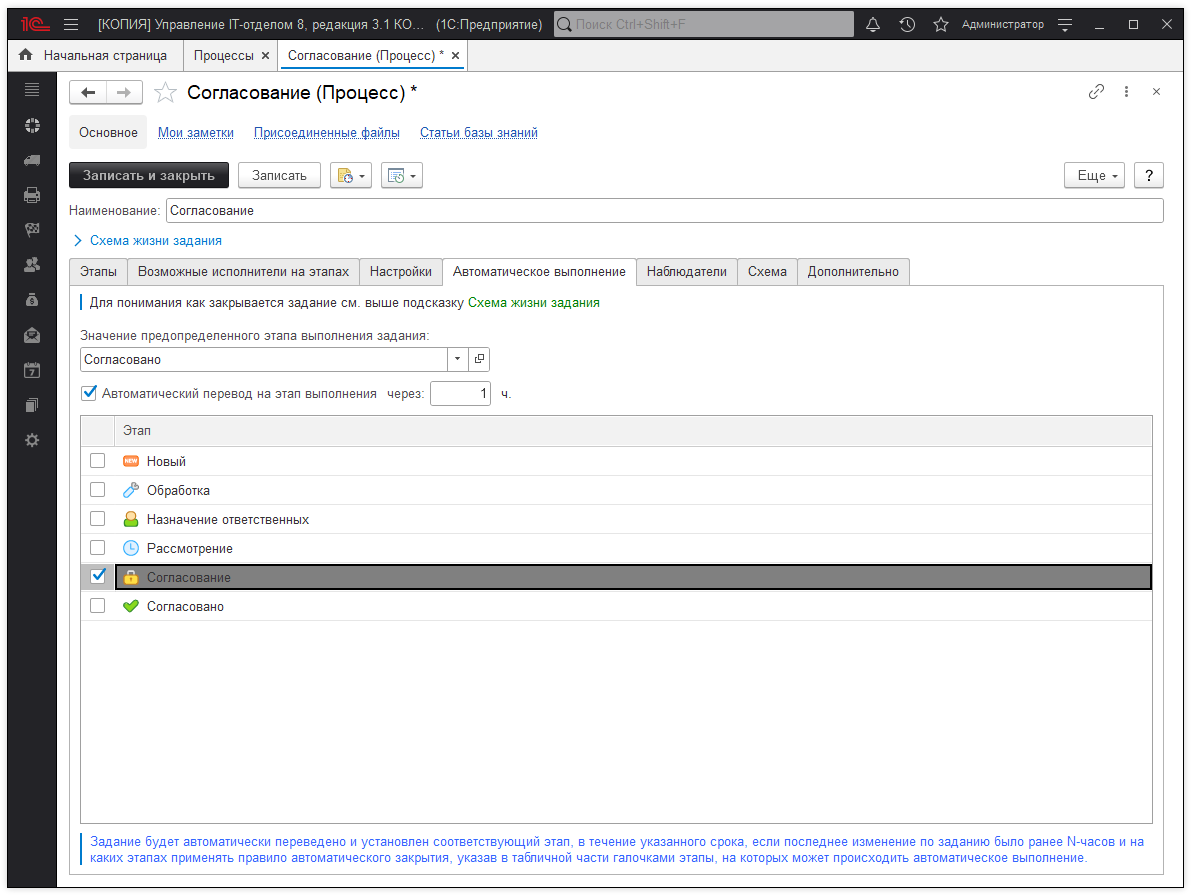 [КОПИЯ] Управление IT-отделом 8, редакция 3.1 КО... (1С:Предприятие) Поиск Ctrl+Shift+F Администратор
Начальная страница Процессы × Согласование (Процесс) * ×
Согласование (Процесс) *
Основное Мои заметки Присоединенные файлы Статьи базы знаний
Записать и закрыть Записать Еще ?
Наименование: Согласование
Схема жизни задания
Этапы Возможные исполнители на этапах Настройки Автоматическое выполнение Наблюдатели Схема Дополнительно
Для понимания как закрывается задание см. выше подсказку Схема жизни задания
Значение предопределенного этапа выполнения задания:
Согласовано
Автоматический перевод на этап выполнения через: 1 ч.
Этап
NEW Новый
Обработка
Назначение ответственных
Рассмотрение
Согласование
Согласовано
Задание будет автоматически переведено и установлен соответствующий этап, в течение указанного срока, если последнее изменение по заданию было ранее N-часов и на
каких этапах применять правило автоматического закрытия, указав в табличной части галочками этапы, на которых может происходить автоматическое выполнение.